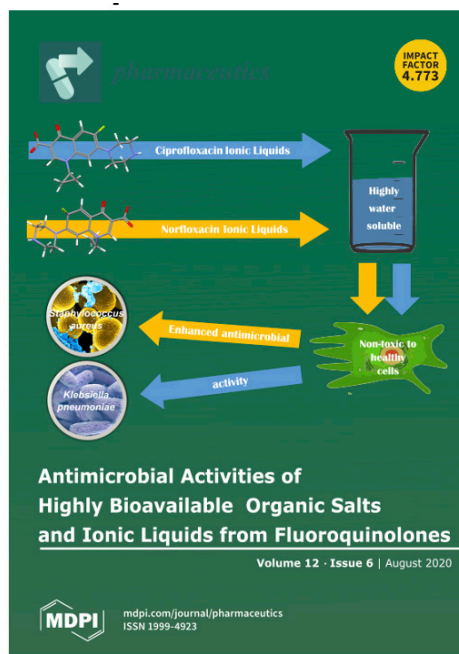 pharmaceutics
IMPACT
FACTOR
4.773
Ciprofloxacin Ionic Liquids
Highly
water
soluble
Norfloxacin Ionic Liquids
Staphylococcus
aureus
Enhanced antimicrobial
Non-toxic to
healthy
cells
Klebsiella
pneumoniae
activity
Antimicrobial Activities of
Highly Bioavailable Organic Salts
and Ionic Liquids from Fluoroquinolones
Volume 12 · Issue 6 | August 2020
MDPI
mdpi.com/journal/pharmaceutics
ISSN 1999-4923